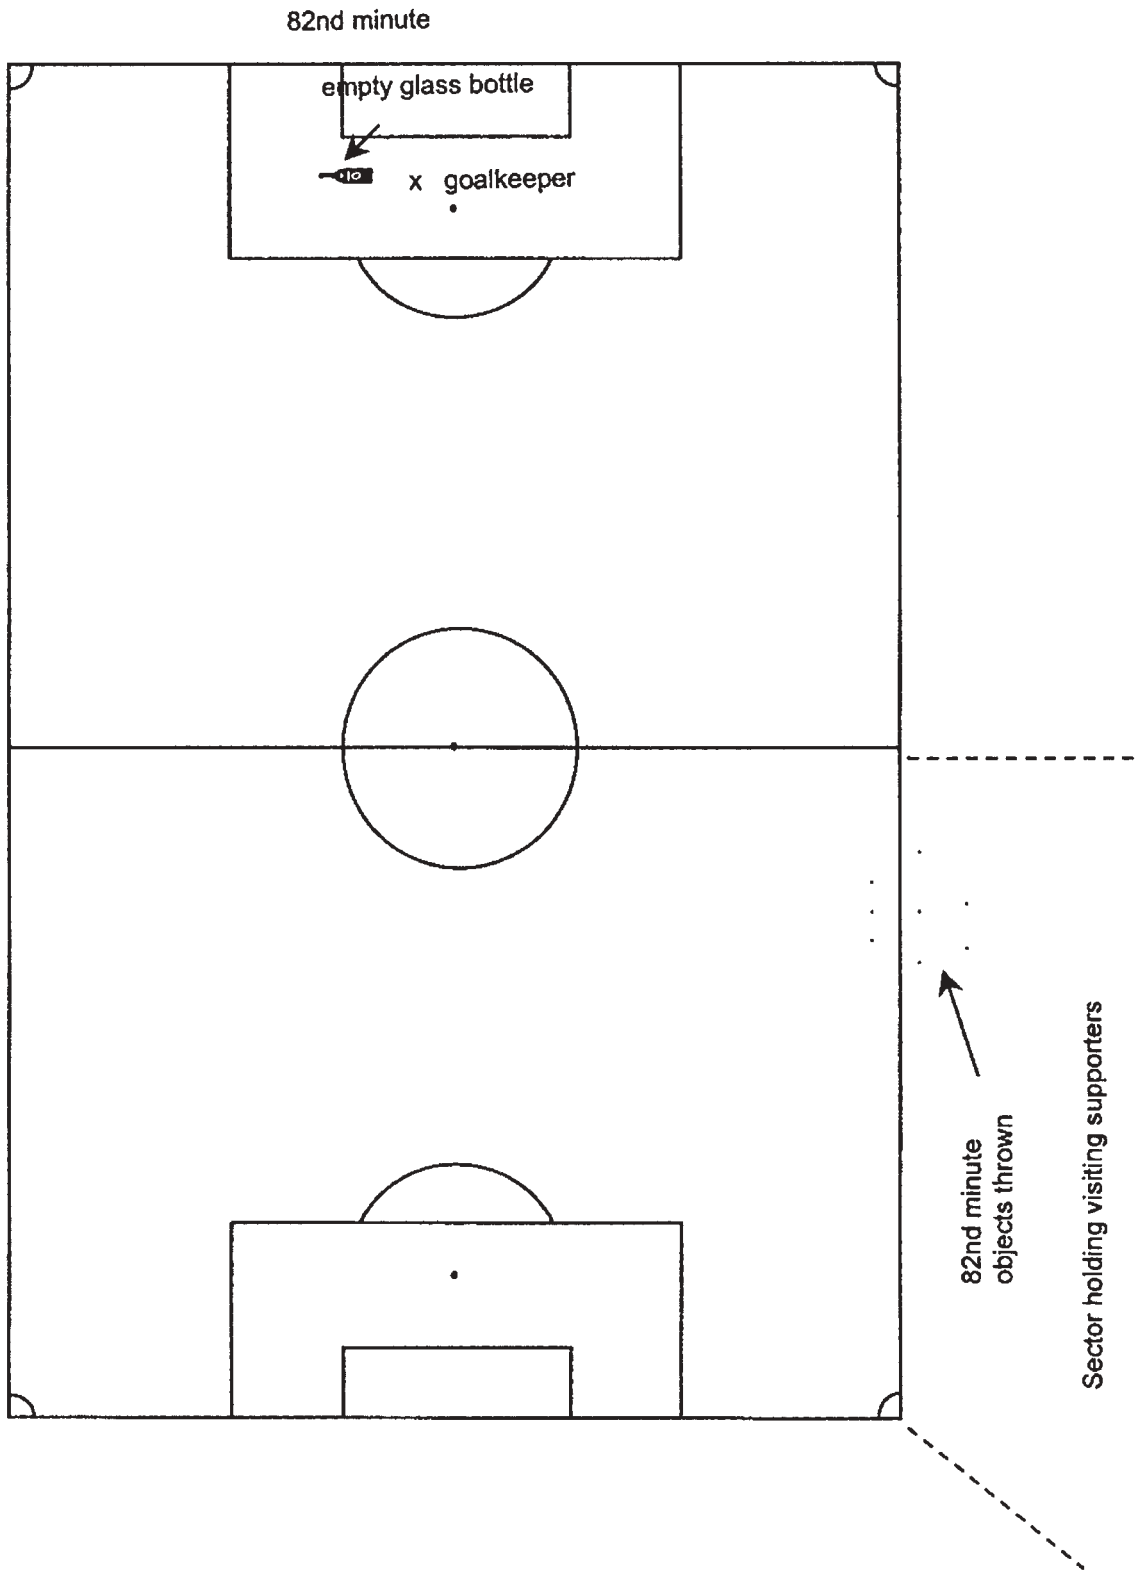 82nd minute
empty glass bottle
x goalkeeper
82nd minute
objects thrown
Sector holding visiting supporters